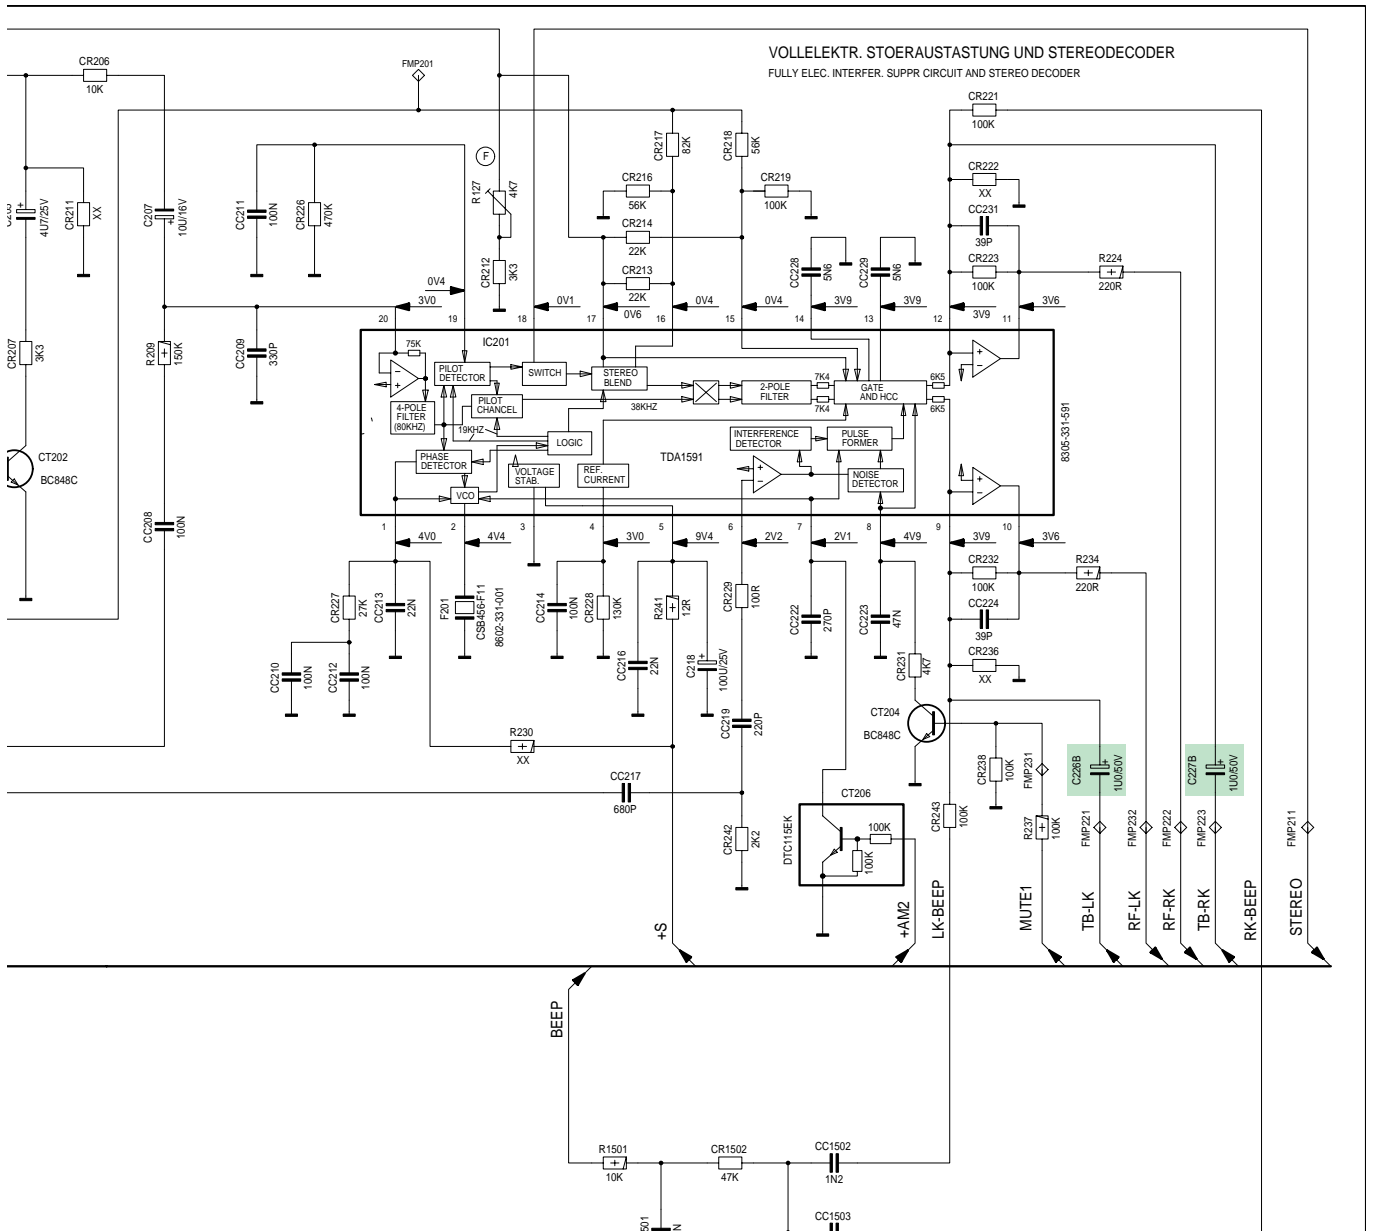 VOLLELEKTR. STOERAUSTASTUNG UND STEREODECODER
FULLY ELEC. INTERFER. SUPPR CIRCUIT AND STEREO DECODER
CR206
10K
FMP201
CR221
100K
CR217
82K
CR218
56K
CR222
XX
CR216
56K
CR219
100K
F
R127
4K7
4U7/25V
CR211
XX
C207
10U/16V
CC211
100N
CR226
470K
CC231
39P
CR214
22K
CR223
100K
R224
220R
CR212
3K3
CR213
22K
CC228
5N6
CC229
5N6
0V4
3V0
0V1
0V6
0V4
0V4
3V9
3V9
3V9
3V6
20
19
18
17
16
15
14
13
12
11
CR207
3K3
R209
150K
CC209
330P
IC201
75K
PILOT
DETECTOR
SWITCH
STEREO
BLEND
2-POLE
FILTER
7K4
7K4
GATE
AND HCC
6K5
6K5
4-POLE
FILTER
(80KHZ)
PILOT
CHANCEL
38KHZ
19KHZ
LOGIC
INTERFERENCE
DETECTOR
PULSE
FORMER
PHASE
DETECTOR
VOLTAGE
STAB.
REF.
CURRENT
TDA1591
NOISE
DETECTOR
VCO
8305-331-591
CT202
BC848C
CC208
100N
1
2
3
4
5
6
7
8
9
10
4V0
4V4
3V0
9V4
2V2
2V1
4V9
3V9
3V6
CR227
27K
CC213
22N
F201
CSB456-F11
8602-331-001
CC214
100N
CR228
130K
R241
12R
CR229
100R
CC222
270P
CC223
47N
CR232
100K
R234
220R
CC224
39P
CC210
100N
CC212
100N
CC216
22N
C218
100U/25V
CR231
4K7
CR236
XX
CC219
220P
CT204
BC848C
R230
XX
CC217
680P
CR238
100K
FMP231
C226B
1U0/50V
C227B
1U0/50V
CR242
2K2
CT206
DTC115EK
100K
100K
CR243
100K
R237
100K
FMP221
FMP232
FMP222
FMP223
FMP211
+S
+AM2
LK-BEEP
MUTE1
TB-LK
RF-LK
RF-RK
TB-RK
RK-BEEP
STEREO
BEEP
R1501
10K
CR1502
47K
CC1502
1N2
CC1503